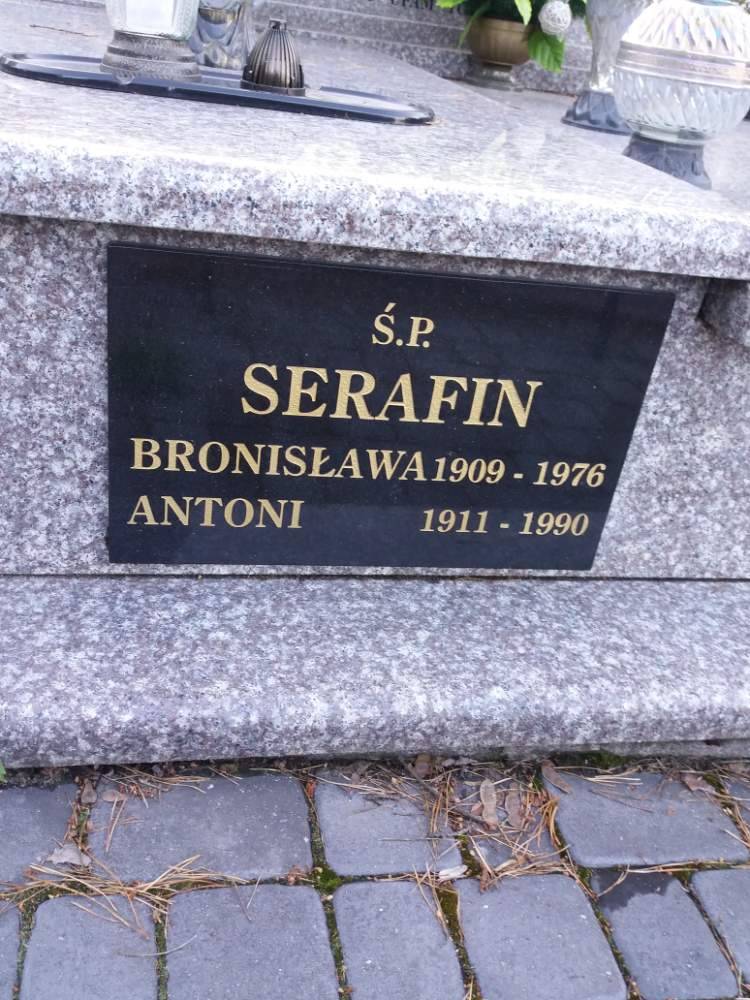 Ś.P.
SERAFIN
BRONISŁAWA 1909 - 1976
ANTONI 1911 - 1990